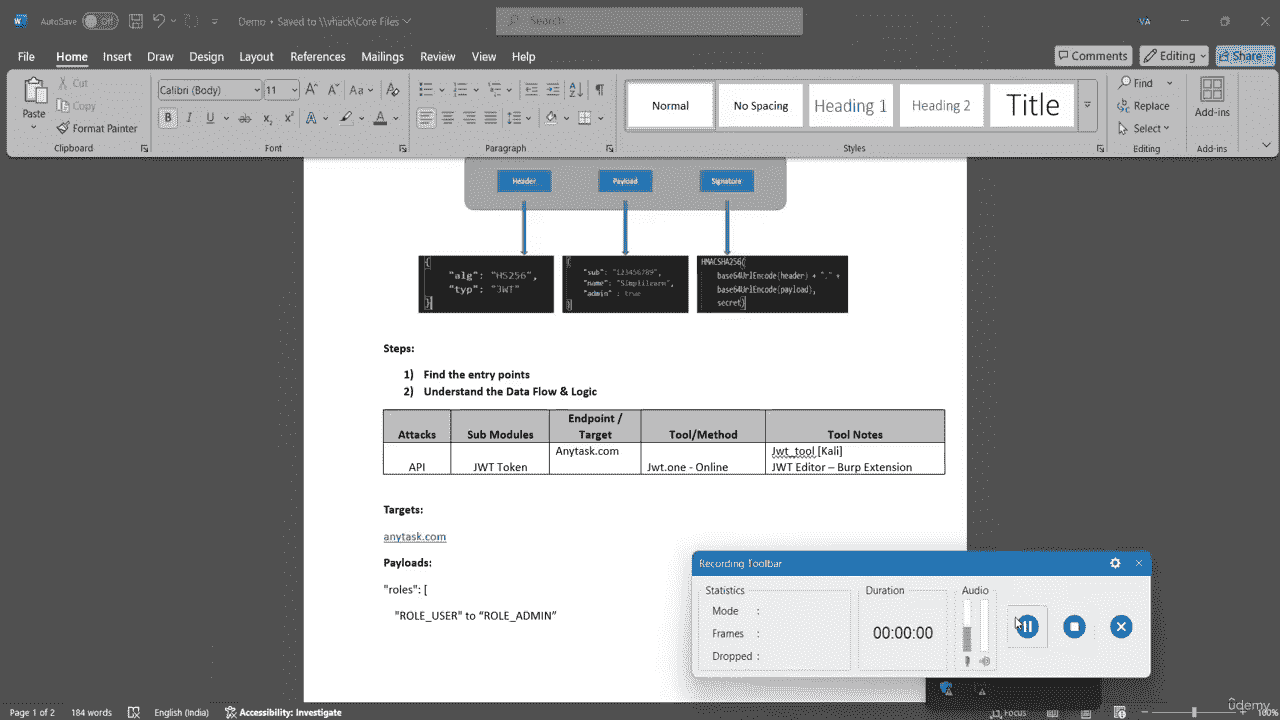 AutoSave Off Demo • Saved to \\vhack\Core Files Search VA
File Home Insert Draw Design Layout References Mailings Review View Help Comments Editing Share
Paste Cut Copy Format Painter Calibri (Body) 11 Aa Normal No Spacing Heading 1 Heading 2 Title Find Replace Select Add-ins
Clipboard Font Paragraph Styles Editing Add-ins
Header Payload Signature
{
"alg": "HS256",
"typ": "JWT"
}
{
"sub": "123456789",
"name": "Simplilearn",
"admin" : true
}
HMACSHA256(
base64UrlEncode(header) + "." +
base64UrlEncode(payload),
secret)
Steps:
1) Find the entry points
2) Understand the Data Flow & Logic
Attacks Sub Modules Endpoint / Target Tool/Method Tool Notes
API JWT Token Anytask.com Jwt.one - Online Jwt_tool [Kali]
JWT Editor – Burp Extension
Targets:
anytask.com
Payloads:
"roles": [
"ROLE_USER" to “ROLE_ADMIN”
Recording Toolbar
Statistics Duration Audio
Mode :
Frames : 00:00:00
Dropped :
Page 1 of 2 184 words English (India) Accessibility: Investigate Focus 100%
udemy